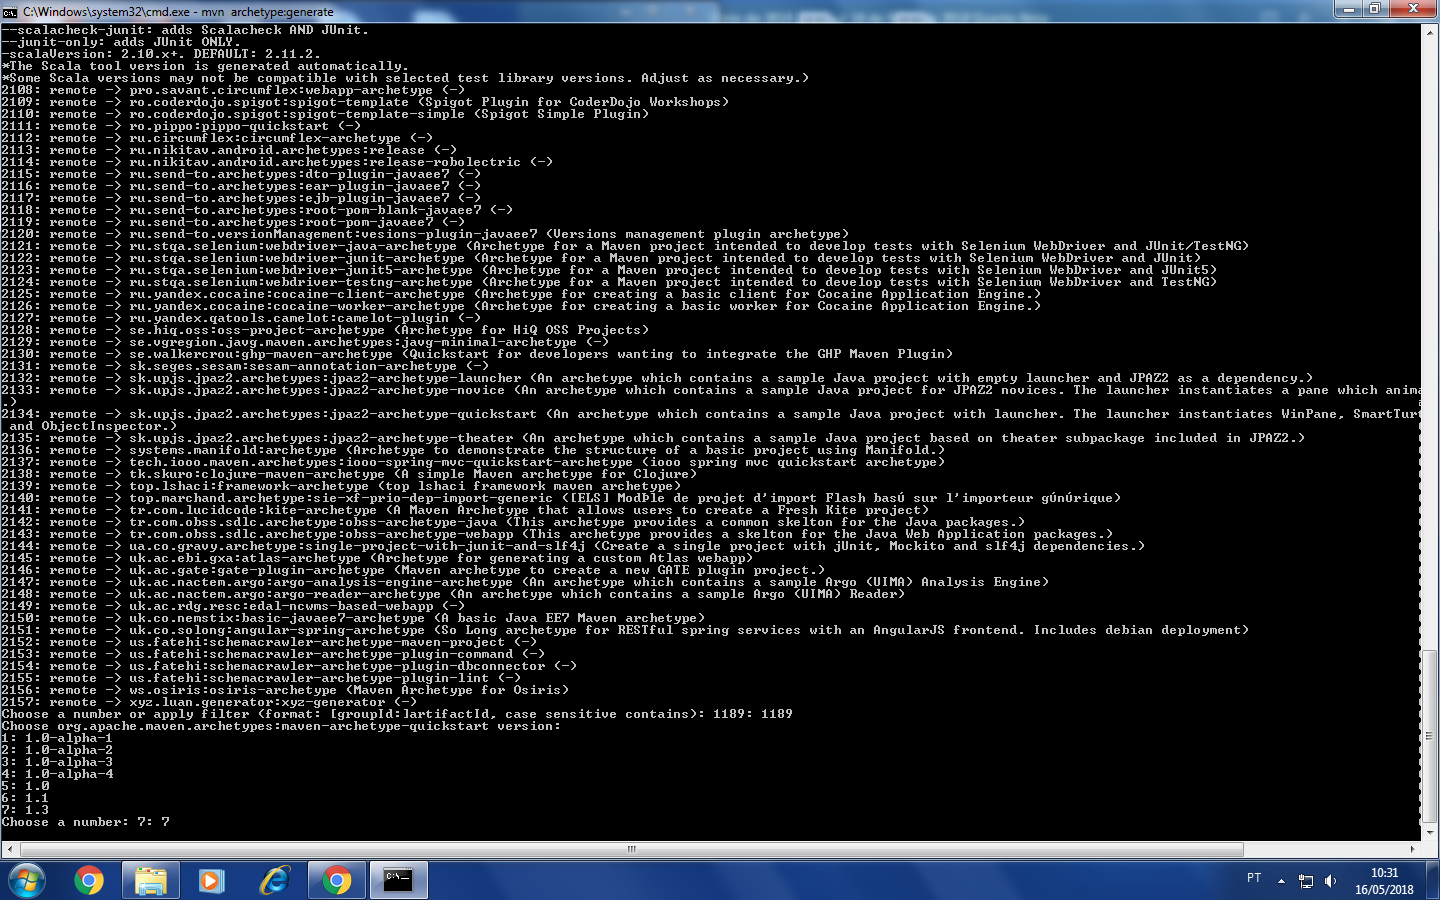 C:\Windows\system32\cmd.exe - mvn  archetype:generate
--scalacheck-junit: adds Scalacheck AND JUnit.
--junit-only: adds JUnit ONLY.
-scalaVersion: 2.10.x+. DEFAULT: 2.11.2.
*The Scala tool version is generated automatically.
*Some Scala versions may not be compatible with selected test library versions. Adjust as necessary.)
2108: remote -> pro.savant.circumflex:webapp-archetype (-)
2109: remote -> ro.coderdojo.spigot:spigot-template (Spigot Plugin for CoderDojo Workshops)
2110: remote -> ro.coderdojo.spigot:spigot-template-simple (Spigot Simple Plugin)
2111: remote -> ro.pippo:pippo-quickstart (-)
2112: remote -> ru.circumflex:circumflex-archetype (-)
2113: remote -> ru.nikitav.android.archetypes:release (-)
2114: remote -> ru.nikitav.android.archetypes:release-robolectric (-)
2115: remote -> ru.send-to.archetypes:dto-plugin-javaee7 (-)
2116: remote -> ru.send-to.archetypes:ear-plugin-javaee7 (-)
2117: remote -> ru.send-to.archetypes:ejb-plugin-javaee7 (-)
2118: remote -> ru.send-to.archetypes:root-pom-blank-javaee7 (-)
2119: remote -> ru.send-to.archetypes:root-pom-javaee7 (-)
2120: remote -> ru.send-to.versionManagement:vesions-plugin-javaee7 (Versions management plugin archetype)
2121: remote -> ru.stqa.selenium:webdriver-java-archetype (Archetype for a Maven project intended to develop tests with Selenium WebDriver and JUnit/TestNG)
2122: remote -> ru.stqa.selenium:webdriver-junit-archetype (Archetype for a Maven project intended to develop tests with Selenium WebDriver and JUnit)
2123: remote -> ru.stqa.selenium:webdriver-junit5-archetype (Archetype for a Maven project intended to develop tests with Selenium WebDriver and JUnit5)
2124: remote -> ru.stqa.selenium:webdriver-testng-archetype (Archetype for a Maven project intended to develop tests with Selenium WebDriver and TestNG)
2125: remote -> ru.yandex.cocaine:cocaine-client-archetype (Archetype for creating a basic client for Cocaine Application Engine.)
2126: remote -> ru.yandex.cocaine:cocaine-worker-archetype (Archetype for creating a basic worker for Cocaine Application Engine.)
2127: remote -> ru.yandex.qatools.camelot:camelot-plugin (-)
2128: remote -> se.hiq.oss:oss-project-archetype (Archetype for HiQ OSS Projects)
2129: remote -> se.vgregion.javg.maven.archetypes:javg-minimal-archetype (-)
2130: remote -> se.walkercrou:ghp-maven-archetype (Quickstart for developers wanting to integrate the GHP Maven Plugin)
2131: remote -> sk.seges.sesam:sesam-annotation-archetype (-)
2132: remote -> sk.upjs.jpaz2.archetypes:jpaz2-archetype-launcher (An archetype which contains a sample Java project with empty launcher and JPAZ2 as a dependency.)
2133: remote -> sk.upjs.jpaz2.archetypes:jpaz2-archetype-novice (An archetype which contains a sample Java project for JPAZ2 novices. The launcher instantiates a pane which anima
.)
2134: remote -> sk.upjs.jpaz2.archetypes:jpaz2-archetype-quickstart (An archetype which contains a sample Java project with launcher. The launcher instantiates WinPane, SmartTurt
and ObjectInspector.)
2135: remote -> sk.upjs.jpaz2.archetypes:jpaz2-archetype-theater (An archetype which contains a sample Java project based on theater subpackage included in JPAZ2.)
2136: remote -> systems.manifold:archetype (Archetype to demonstrate the structure of a basic project using Manifold.)
2137: remote -> tech.iooo.maven.archetypes:iooo-spring-mvc-quickstart-archetype (iooo spring mvc quickstart archetype)
2138: remote -> tk.skuro:clojure-maven-archetype (A simple Maven archetype for Clojure)
2139: remote -> top.lshaci:framework-archetype (top lshaci framework maven archetype)
2140: remote -> top.marchand.archetype:sie-xf-prio-dep-import-generic ([ELS] ModÞle de projet d'import Flash basú sur l'importeur gúnúrique)
2141: remote -> tr.com.lucidcode:kite-archetype (A Maven Archetype that allows users to create a Fresh Kite project)
2142: remote -> tr.com.obss.sdlc.archetype:obss-archetype-java (This archetype provides a common skelton for the Java packages.)
2143: remote -> tr.com.obss.sdlc.archetype:obss-archetype-webapp (This archetype provides a skelton for the Java Web Application packages.)
2144: remote -> ua.co.gravy.archetype:single-project-with-junit-and-slf4j (Create a single project with jUnit, Mockito and slf4j dependencies.)
2145: remote -> uk.ac.ebi.gxa:atlas-archetype (Archetype for generating a custom Atlas webapp)
2146: remote -> uk.ac.gate:gate-plugin-archetype (Maven archetype to create a new GATE plugin project.)
2147: remote -> uk.ac.nactem.argo:argo-analysis-engine-archetype (An archetype which contains a sample Argo (UIMA) Analysis Engine)
2148: remote -> uk.ac.nactem.argo:argo-reader-archetype (An archetype which contains a sample Argo (UIMA) Reader)
2149: remote -> uk.ac.rdg.resc:edal-ncwms-based-webapp (-)
2150: remote -> uk.co.nemstix:basic-javaee7-archetype (A basic Java EE7 Maven archetype)
2151: remote -> uk.co.solong:angular-spring-archetype (So Long archetype for RESTful spring services with an AngularJS frontend. Includes debian deployment)
2152: remote -> us.fatehi:schemacrawler-archetype-maven-project (-)
2153: remote -> us.fatehi:schemacrawler-archetype-plugin-command (-)
2154: remote -> us.fatehi:schemacrawler-archetype-plugin-dbconnector (-)
2155: remote -> us.fatehi:schemacrawler-archetype-plugin-lint (-)
2156: remote -> ws.osiris:osiris-archetype (Maven Archetype for Osiris)
2157: remote -> xyz.luan.generator:xyz-generator (-)
Choose a number or apply filter (format: [groupId:]artifactId, case sensitive contains): 1189: 1189
Choose org.apache.maven.archetypes:maven-archetype-quickstart version:
1: 1.0-alpha-1
2: 1.0-alpha-2
3: 1.0-alpha-3
4: 1.0-alpha-4
5: 1.0
6: 1.1
7: 1.3
Choose a number: 7: 7
C:\_
PT
10:31
16/05/2018